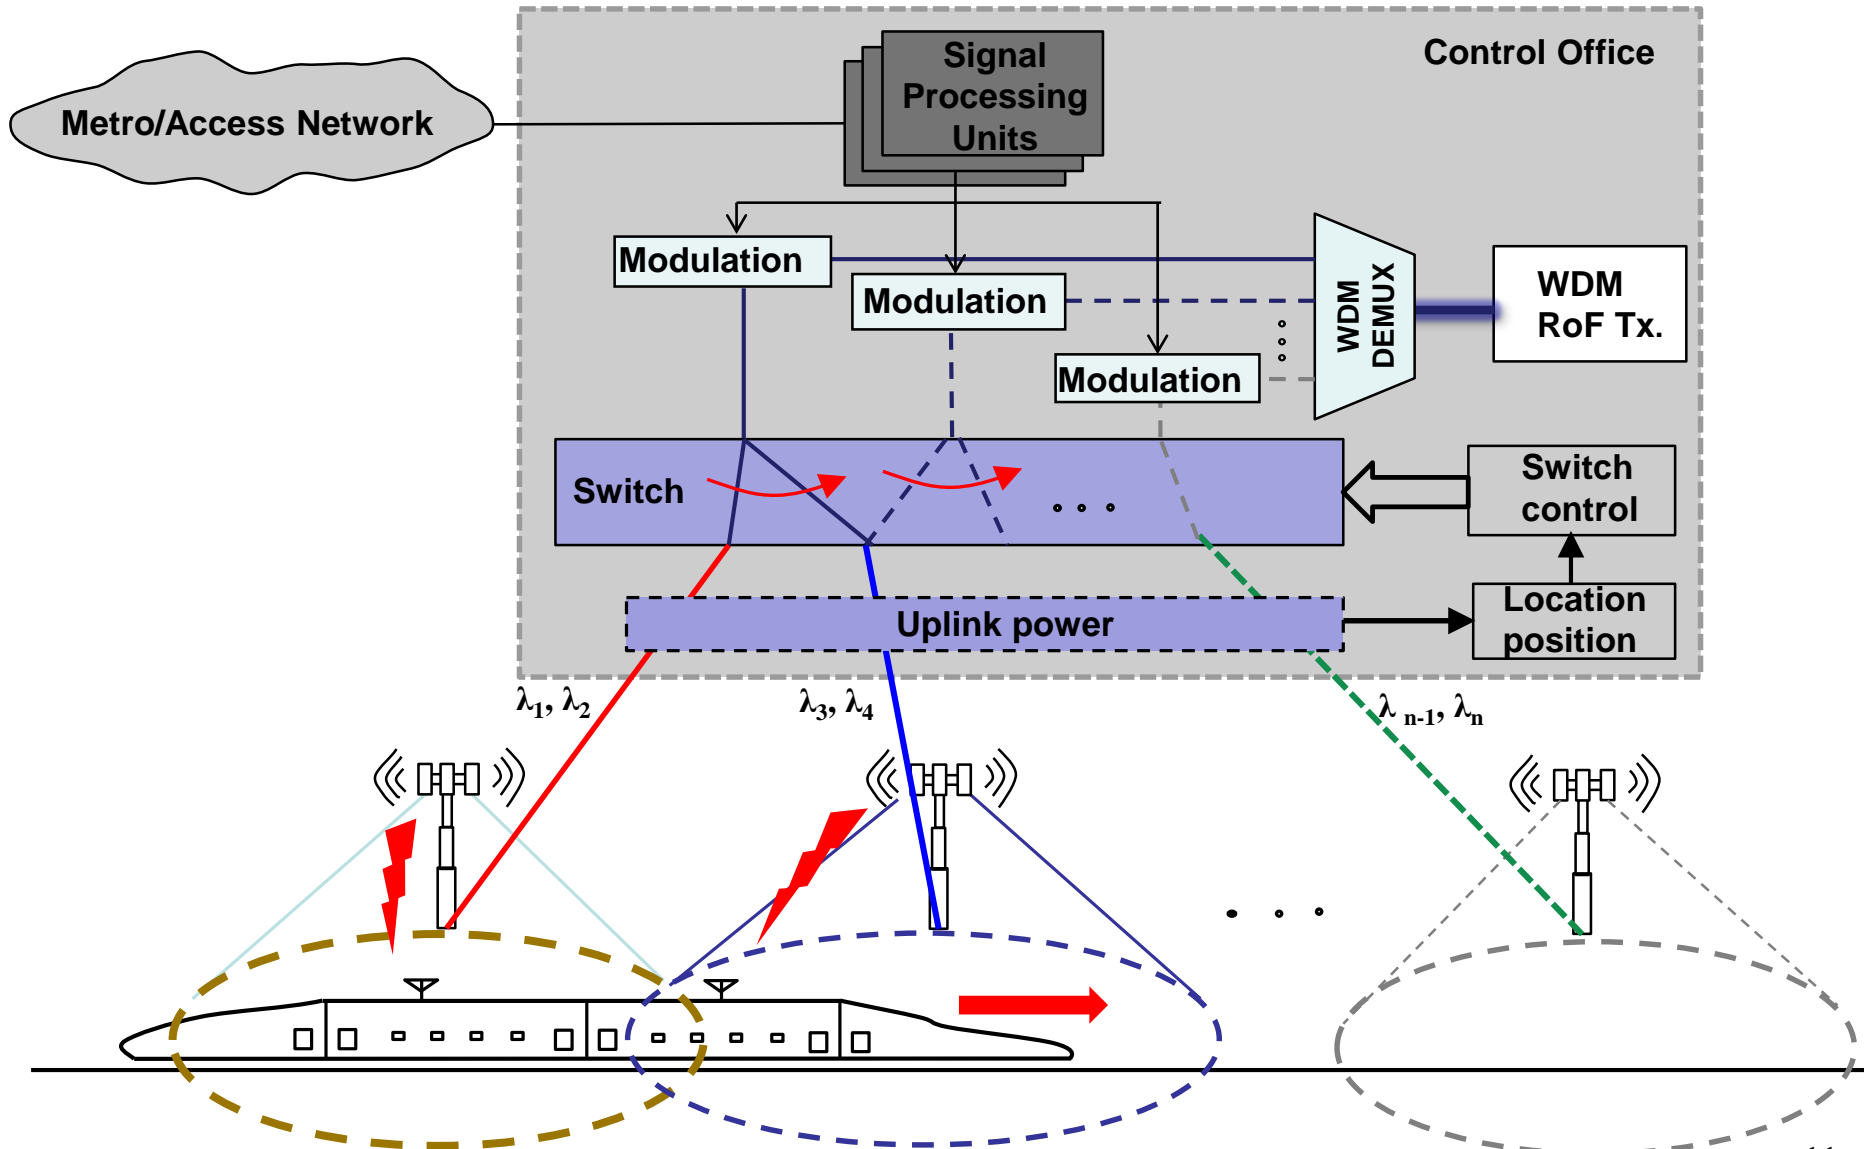 Control Office
Signal
Processing
Units
Metro/Access Network
Modulation
Modulation
Modulation
WDM
DEMUX
WDM
RoF Tx.
Switch
Switch
control
Uplink power
Location
position
λ1, λ2
λ3, λ4
λ n-1, λn